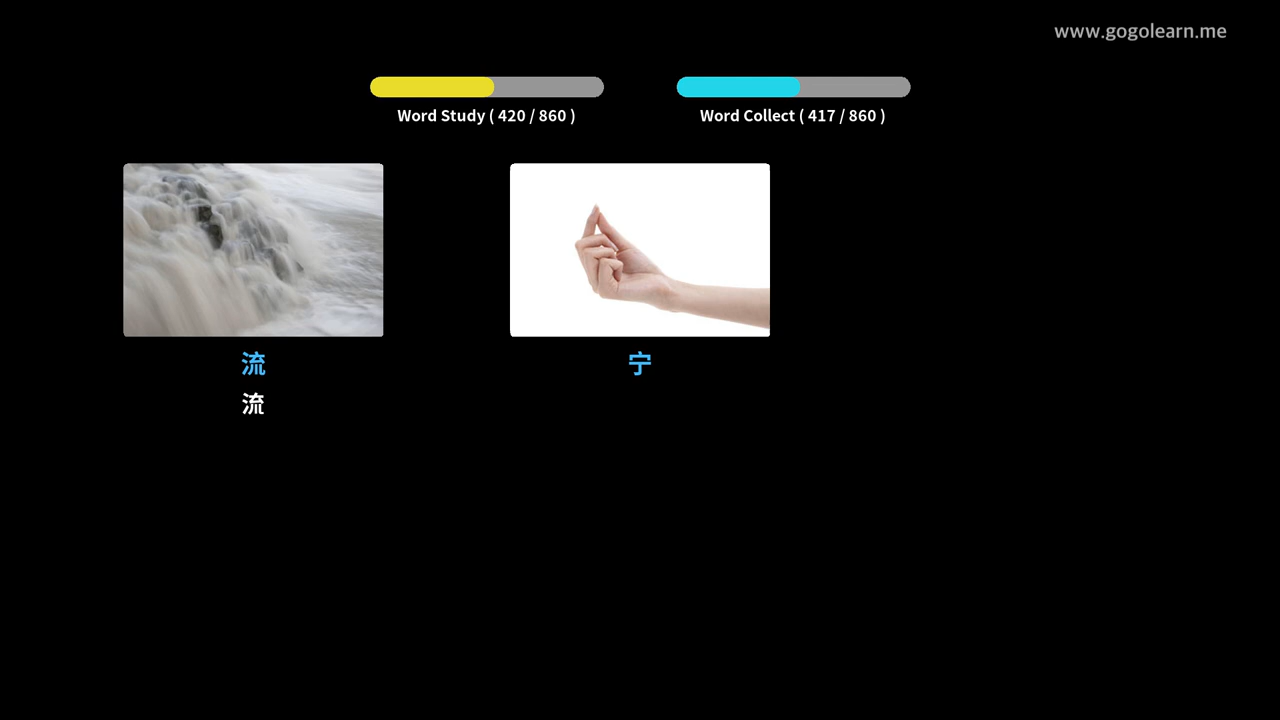 www.gogolearn.me
Word Study ( 420 / 860 )
Word Collect ( 417 / 860 )
流
宁
流